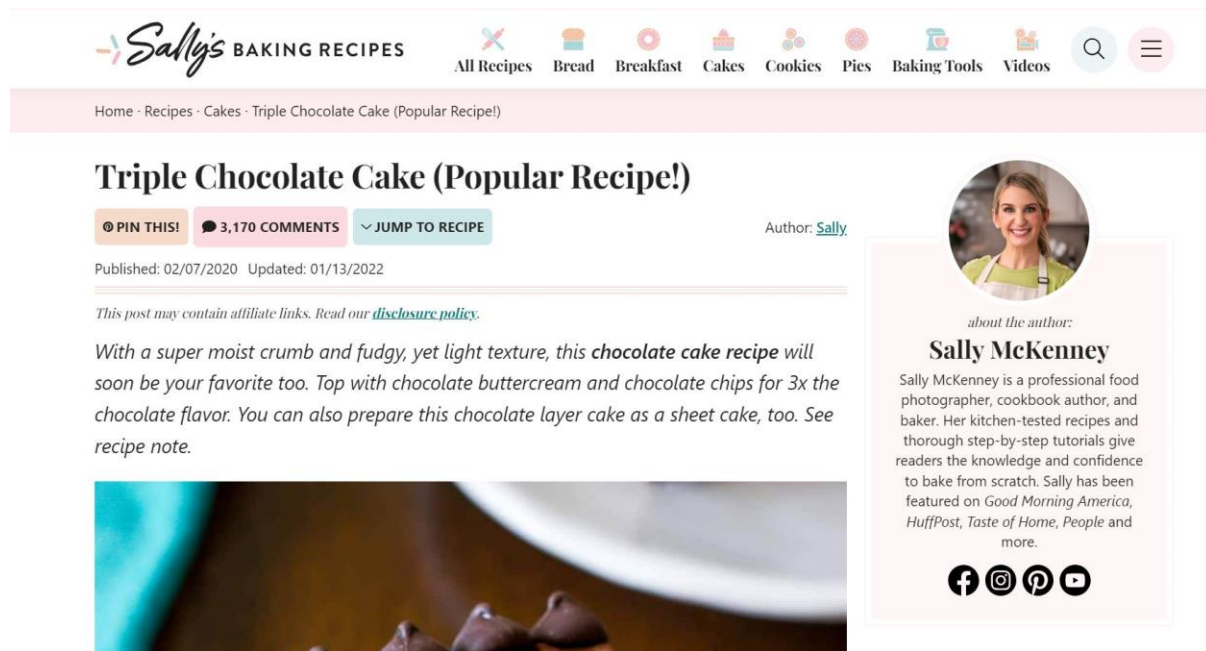 Sally's BAKING RECIPES
All Recipes Bread Breakfast Cakes Cookies Pies Baking Tools Videos
Home · Recipes · Cakes · Triple Chocolate Cake (Popular Recipe!)
Triple Chocolate Cake (Popular Recipe!)
PIN THIS! 3,170 COMMENTS JUMP TO RECIPE
Author: Sally
Published: 02/07/2020 Updated: 01/13/2022
This post may contain affiliate links. Read our disclosure policy.
With a super moist crumb and fudgy, yet light texture, this chocolate cake recipe will
soon be your favorite too. Top with chocolate buttercream and chocolate chips for 3x the
chocolate flavor. You can also prepare this chocolate layer cake as a sheet cake, too. See
recipe note.
about the author:
Sally McKenney
Sally McKenney is a professional food
photographer, cookbook author, and
baker. Her kitchen-tested recipes and
thorough step-by-step tutorials give
readers the knowledge and confidence
to bake from scratch. Sally has been
featured on Good Morning America,
HuffPost, Taste of Home, People and
more.